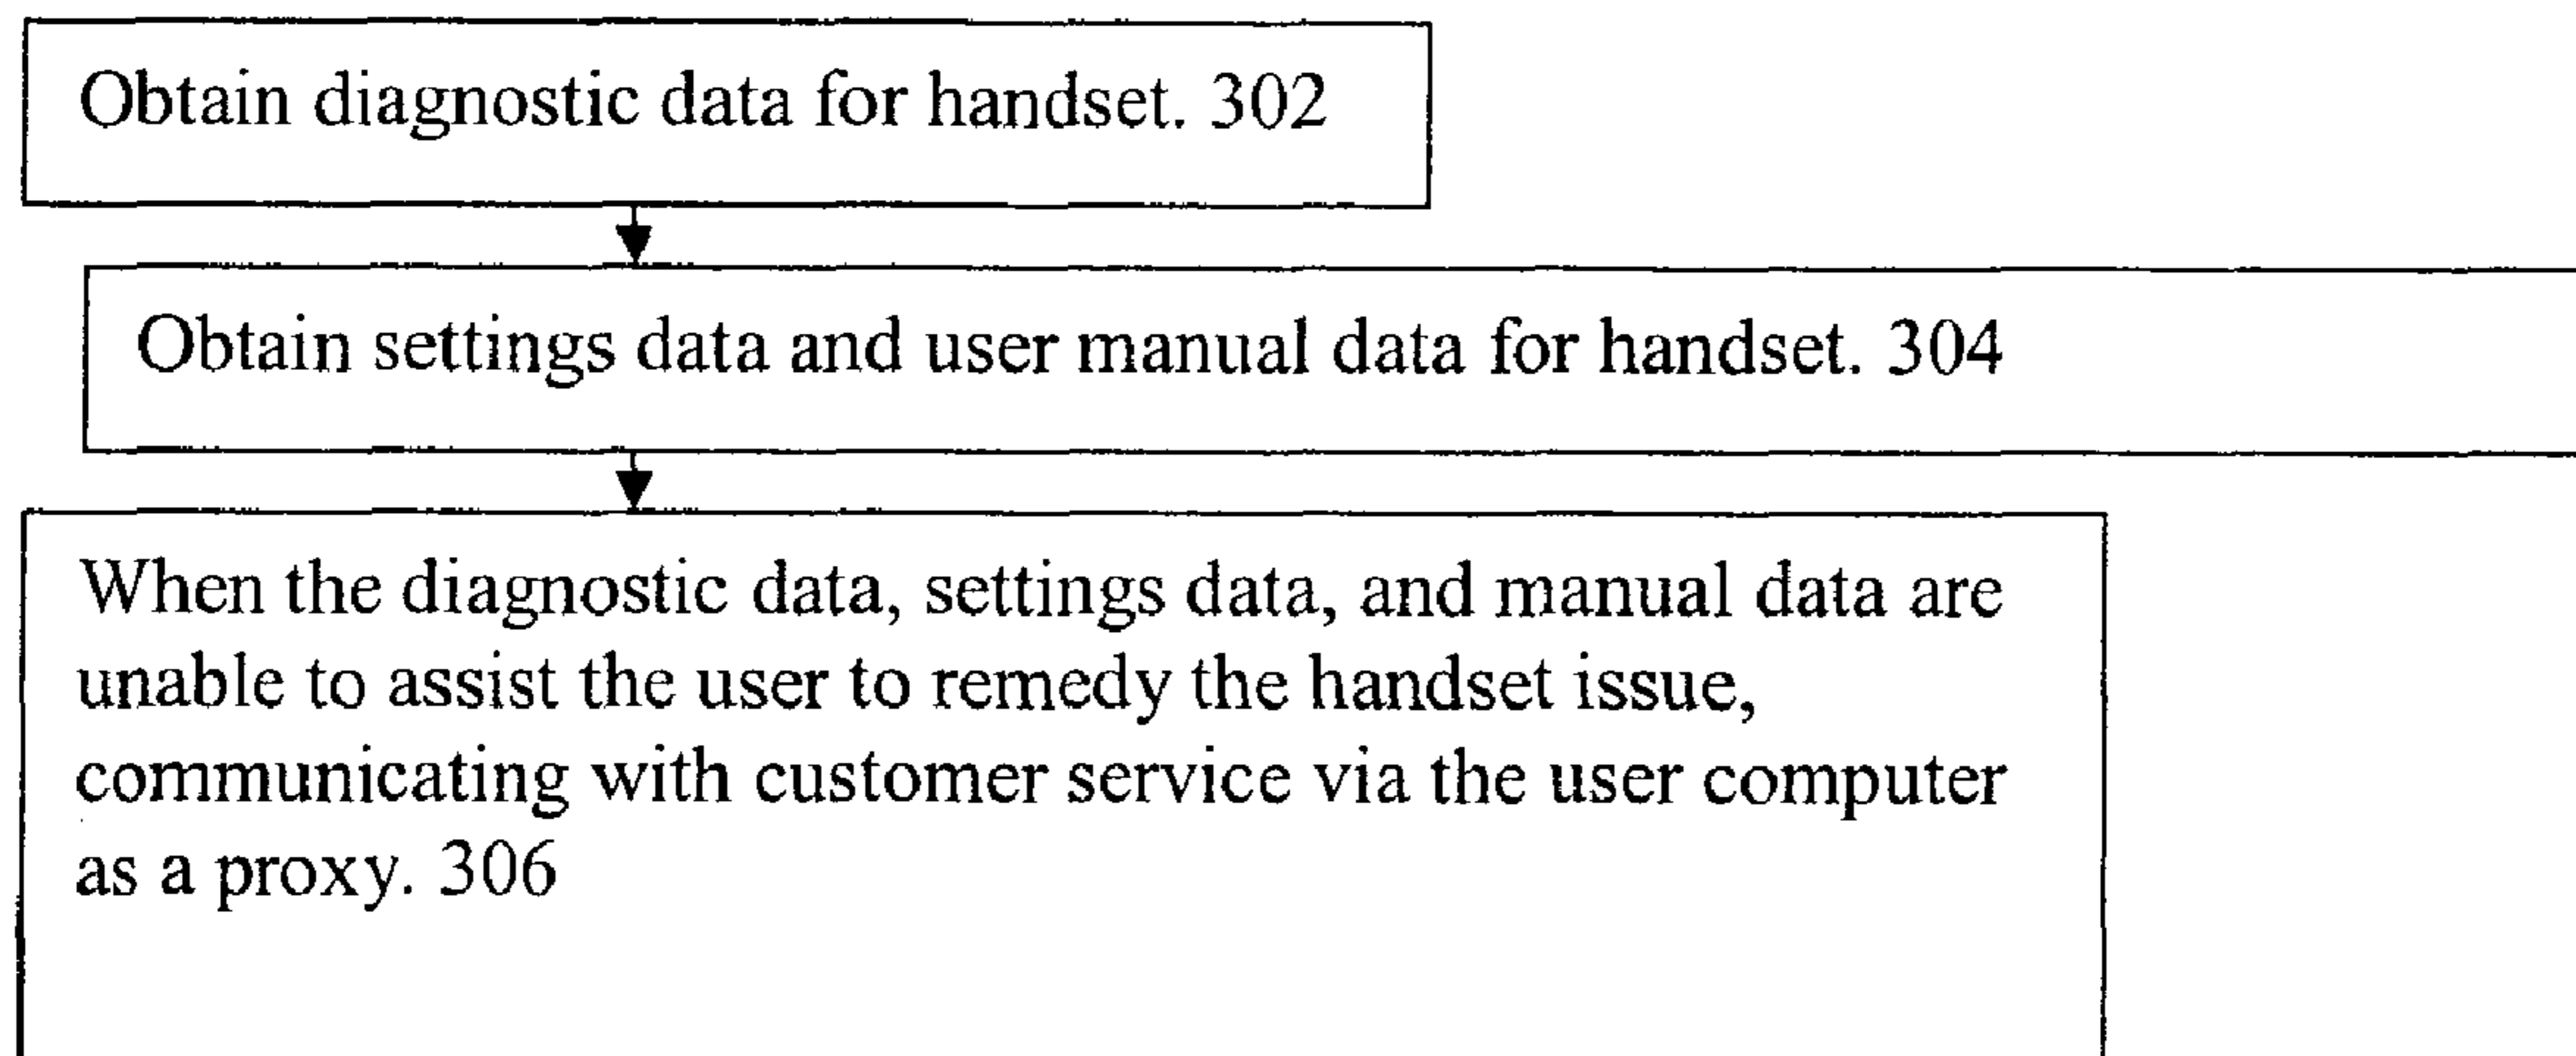 Obtain diagnostic data for handset. 302
Obtain settings data and user manual data for handset. 304
When the diagnostic data, settings data, and manual data are
unable to assist the user to remedy the handset issue,
communicating with customer service via the user computer
as a proxy. 306